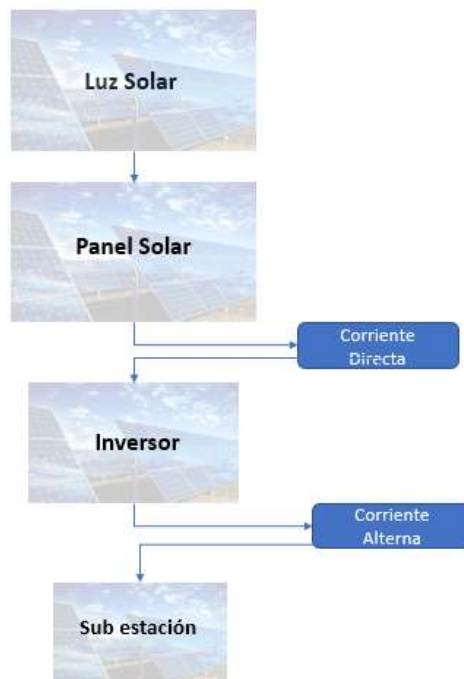 Luz Solar
Panel Solar
Corriente
Directa
Inversor
Corriente
Alterna
Sub estación